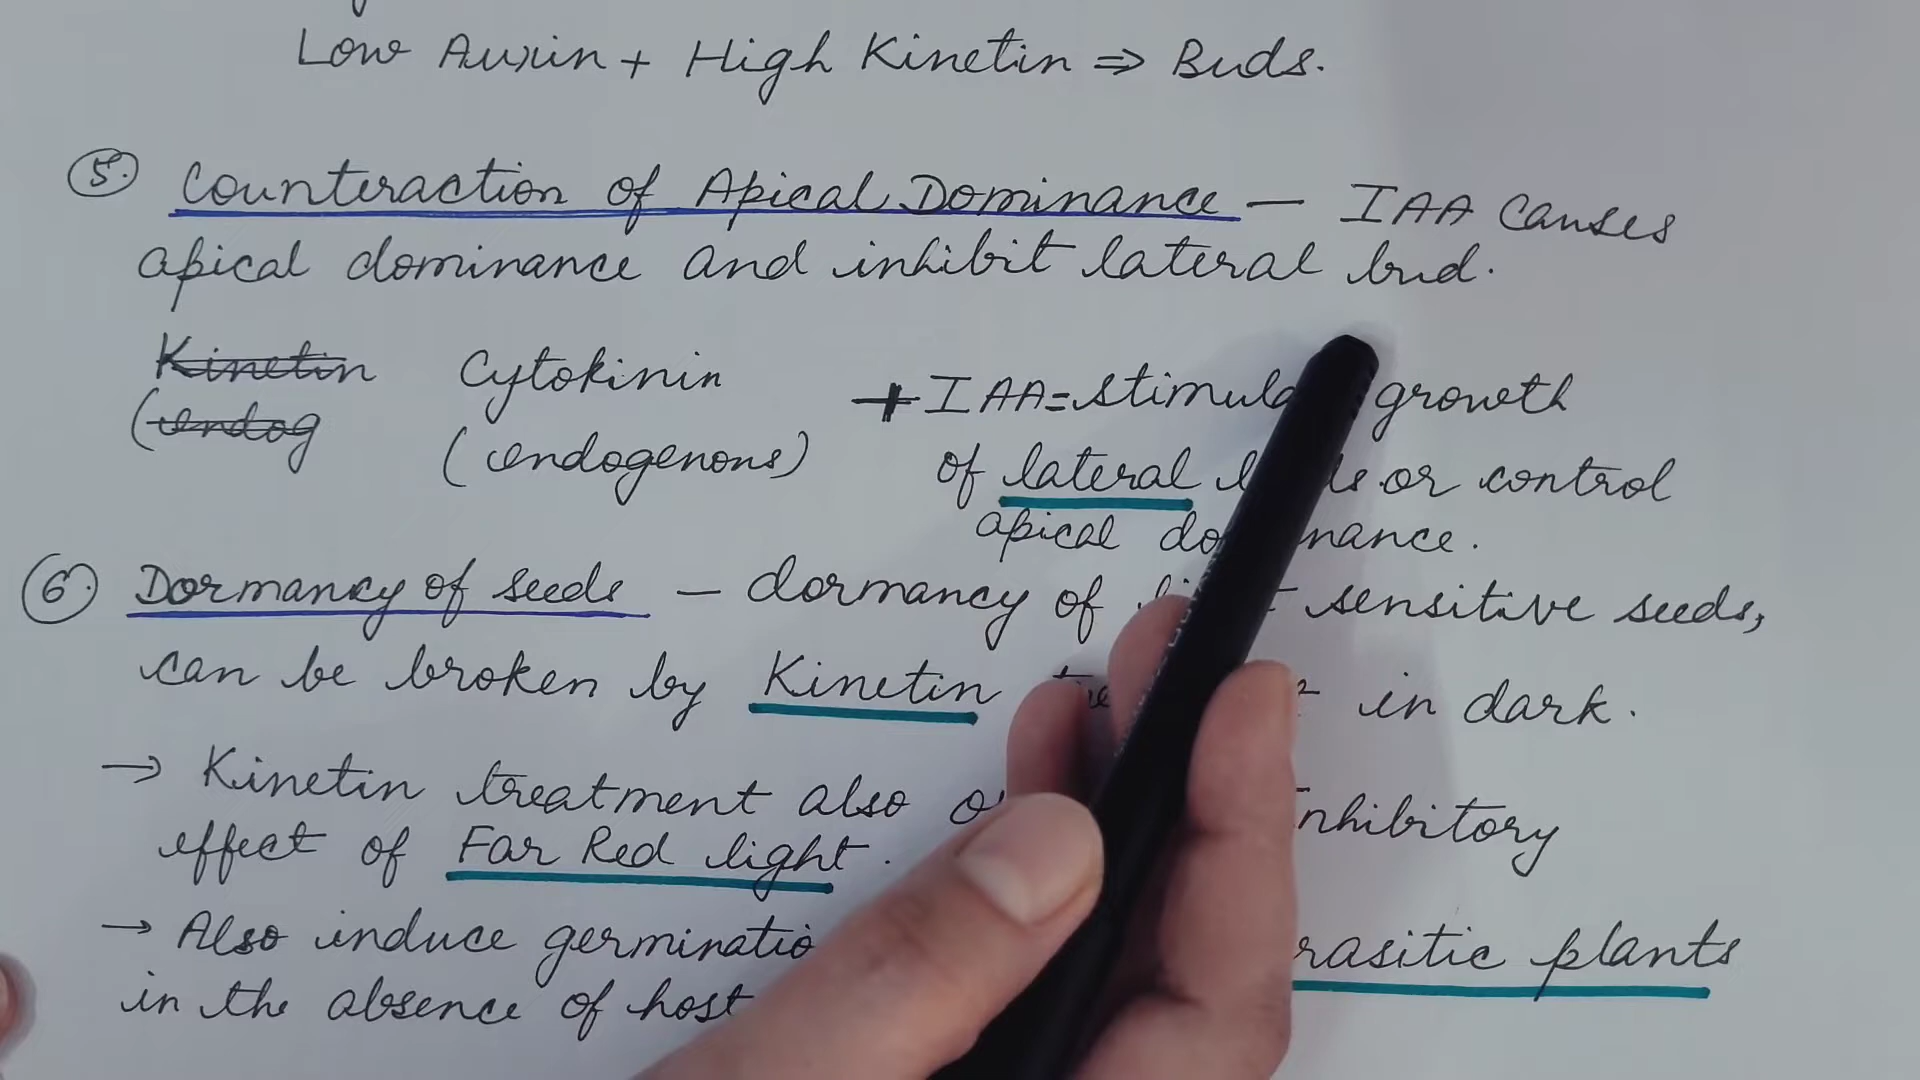 Low Auxin + High Kinetin ⇒ Buds.
5. Counteraction of Apical Dominance — IAA causes
apical dominance and inhibit lateral bud.
Kinetin Cytokinin + IAA = stimula growth
(endog (endogenous) of lateral or control
apical do nance.
6. Dormancy of seeds — dormancy of sensitive seeds,
can be broken by Kinetin in dark.
→ Kinetin treatment also nhibitory
effect of Far Red light.
→ Also induce germinatio rasitic plants
in the absence of host